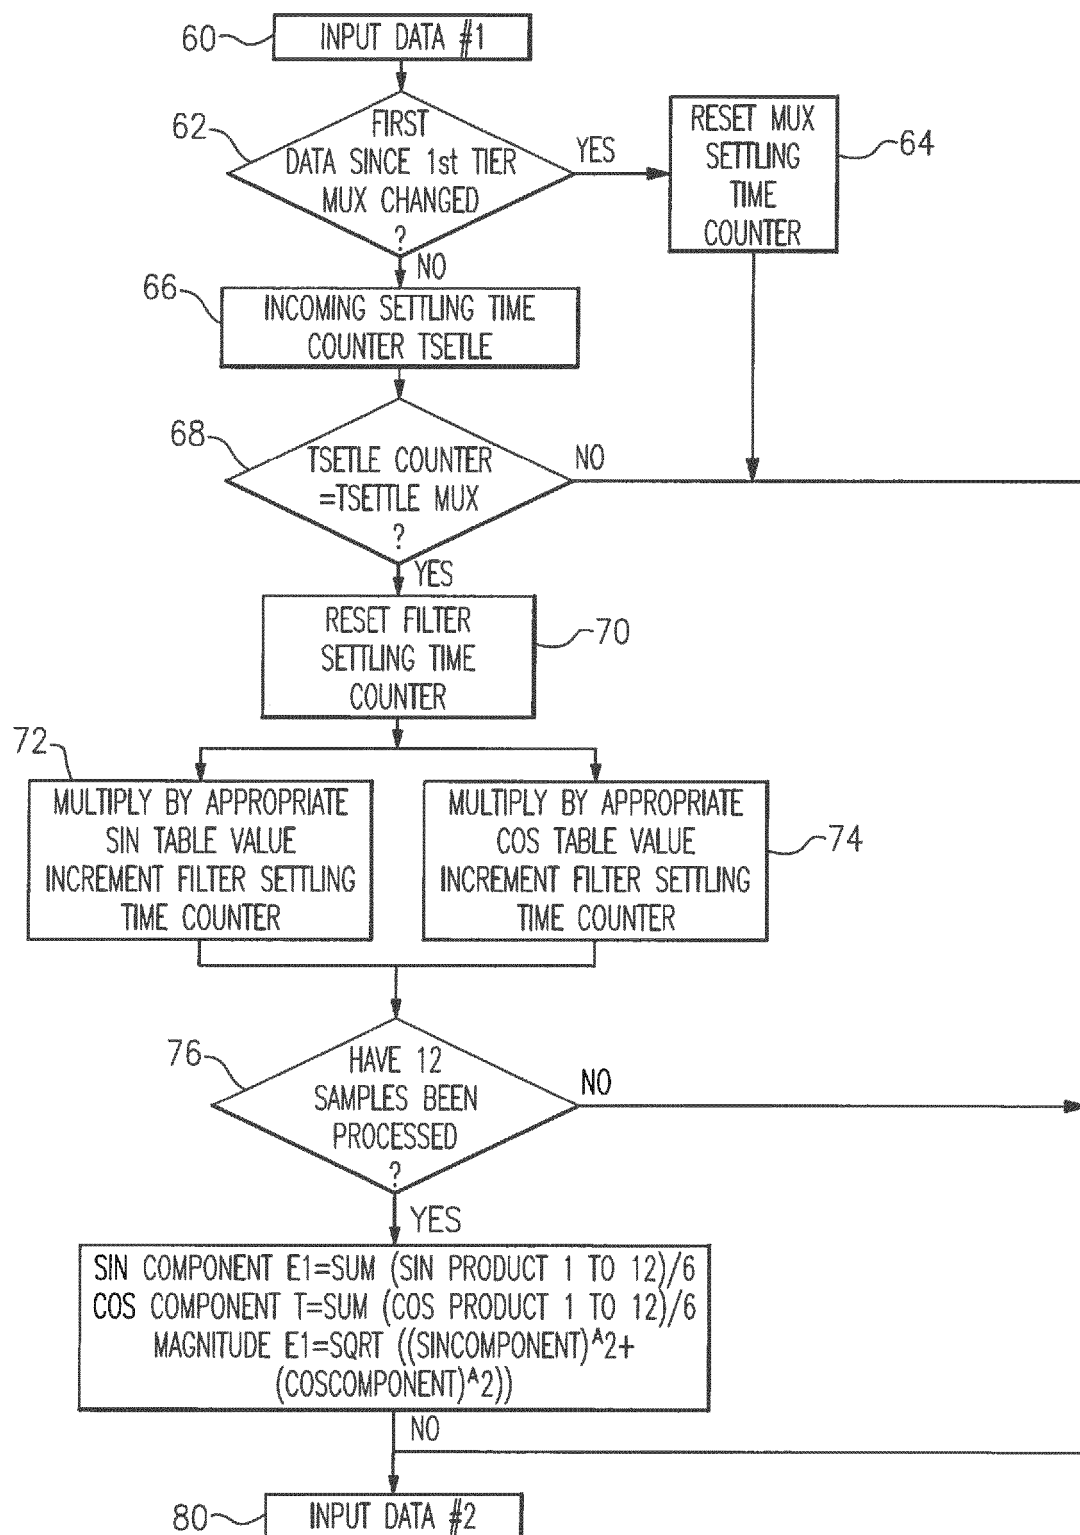 60
INPUT DATA #1
62
FIRST
DATA SINCE 1st TIER
MUX CHANGED
?
YES
RESET MUX
SETTLING
TIME
COUNTER
64
NO
66
INCOMING SETTLING TIME
COUNTER TSETLE
68
TSETLE COUNTER
=TSETTLE MUX
?
NO
YES
RESET FILTER
SETTLING TIME
COUNTER
70
72
MULTIPLY BY APPROPRIATE
SIN TABLE VALUE
INCREMENT FILTER SETTLING
TIME COUNTER
MULTIPLY BY APPROPRIATE
COS TABLE VALUE
INCREMENT FILTER SETTLING
TIME COUNTER
74
76
HAVE 12
SAMPLES BEEN
PROCESSED
?
NO
YES
SIN COMPONENT E1=SUM (SIN PRODUCT 1 TO 12)/6
COS COMPONENT T=SUM (COS PRODUCT 1 TO 12)/6
MAGNITUDE E1=SQRT ((SINCOMPONENT)^A2+
(COSCOMPONENT)^A2))
NO
80
INPUT DATA #2